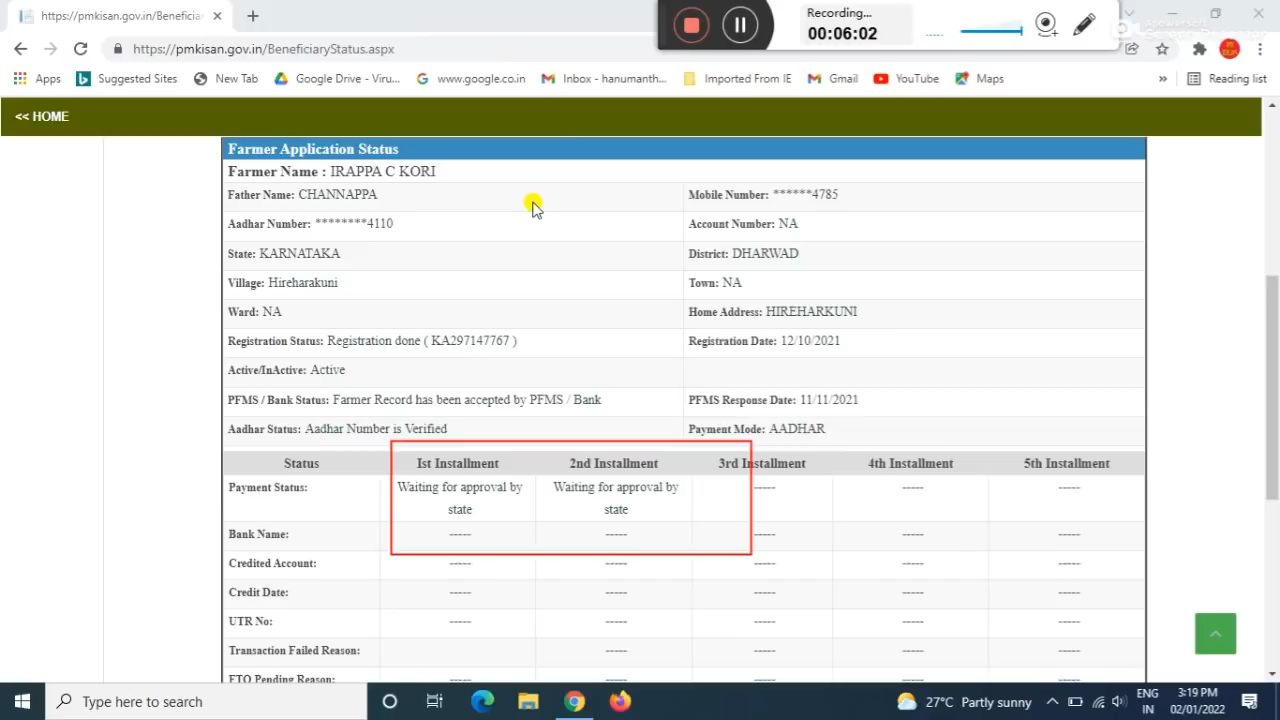 https://pmkisan.gov.in/Beneficia
Recording...
00:06:02
https://pmkisan.gov.in/BeneficiaryStatus.aspx
Apps Suggested Sites New Tab Google Drive - Viru... www.google.co.in Inbox - hanumanth... Imported From IE Gmail YouTube Maps » Reading list
<< HOME
Farmer Application Status
Farmer Name : IRAPPA C KORI
Father Name: CHANNAPPA Mobile Number: ******4785
Aadhar Number: ********4110 Account Number: NA
State: KARNATAKA District: DHARWAD
Village: Hireharakuni Town: NA
Ward: NA Home Address: HIREHARKUNI
Registration Status: Registration done ( KA297147767 ) Registration Date: 12/10/2021
Active/InActive: Active
PFMS / Bank Status: Farmer Record has been accepted by PFMS / Bank PFMS Response Date: 11/11/2021
Aadhar Status: Aadhar Number is Verified Payment Mode: AADHAR
Status Ist Installment 2nd Installment 3rd Installment 4th Installment 5th Installment
Payment Status: Waiting for approval by Waiting for approval by ----- ----- -----
state state
Bank Name: ----- ----- ----- ----- -----
Credited Account: ----- ----- ----- ----- -----
Credit Date: ----- ----- ----- ----- -----
UTR No: ----- ----- ----- ----- -----
Transaction Failed Reason: ----- ----- ----- -----
FTO Pending Reason: ----- ----- ----- -----
Type here to search
27°C Partly sunny
ENG
IN
3:19 PM
02/01/2022